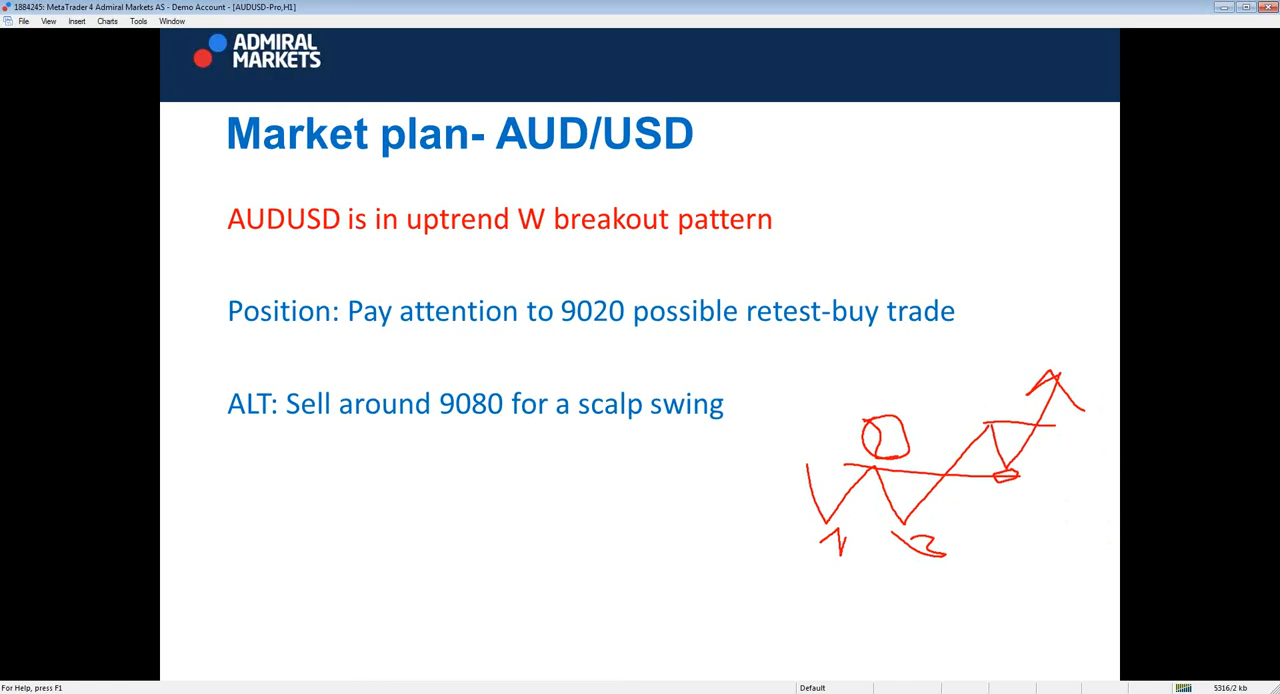 1884245: MetaTrader 4 Admiral Markets AS - Demo Account - [AUDUSD-Pro,H1]
File View Insert Charts Tools Window
ADMIRAL
MARKETS
Market plan- AUD/USD
AUDUSD is in uptrend W breakout pattern
Position: Pay attention to 9020 possible retest-buy trade
ALT: Sell around 9080 for a scalp swing
1 2
For Help, press F1 Default 5316/2 kb